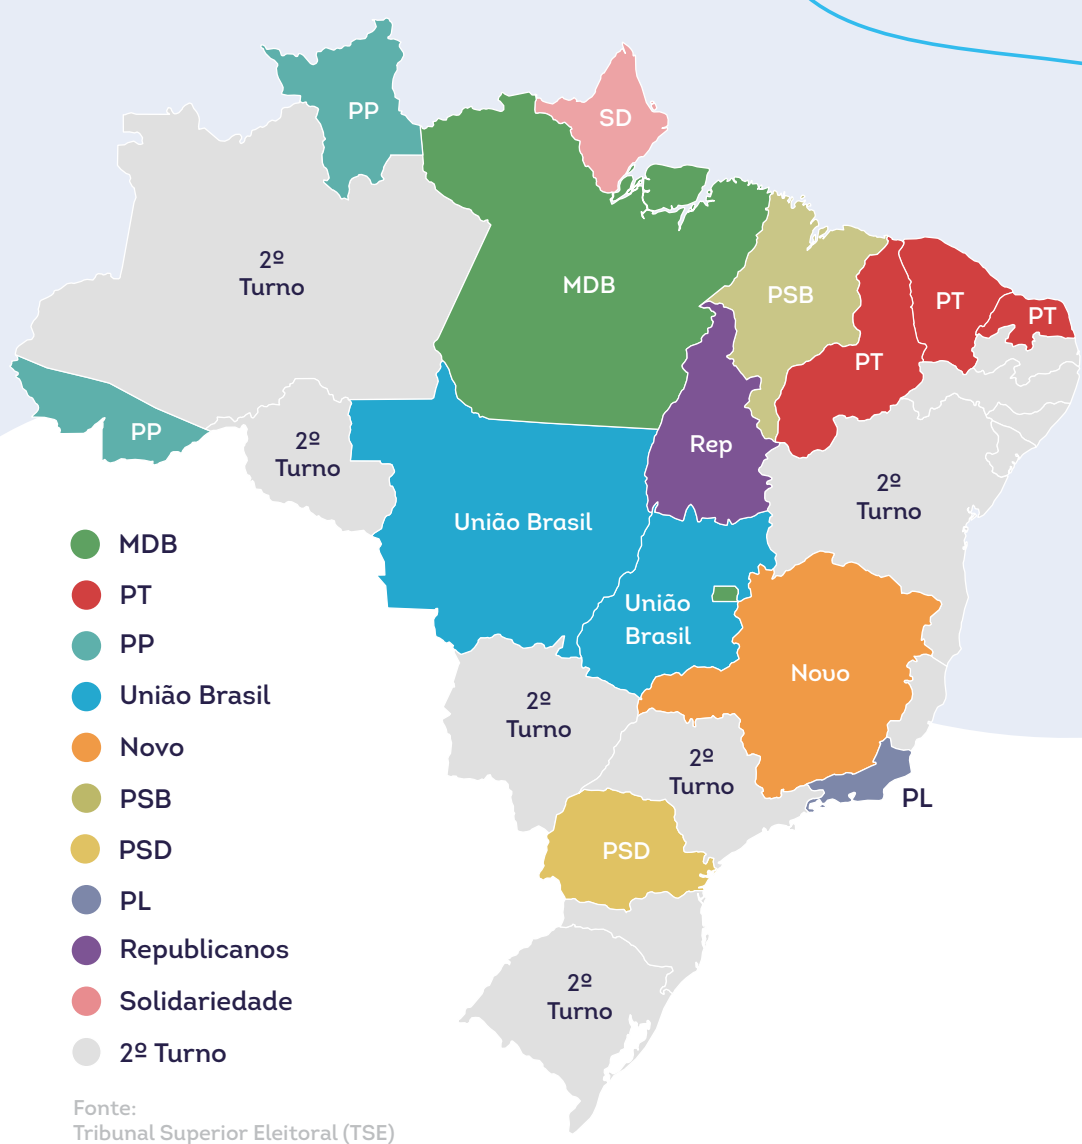 PP
SD
2º
Turno
MDB
PSB
PT
PT
PT
PP
2º
Turno
Rep
2º
Turno
União Brasil
União
Brasil
Novo
2º
Turno
2º
Turno
PL
PSD
2º
Turno
MDB
PT
PP
União Brasil
Novo
PSB
PSD
PL
Republicanos
Solidariedade
2º Turno
Fonte:
Tribunal Superior Eleitoral (TSE)